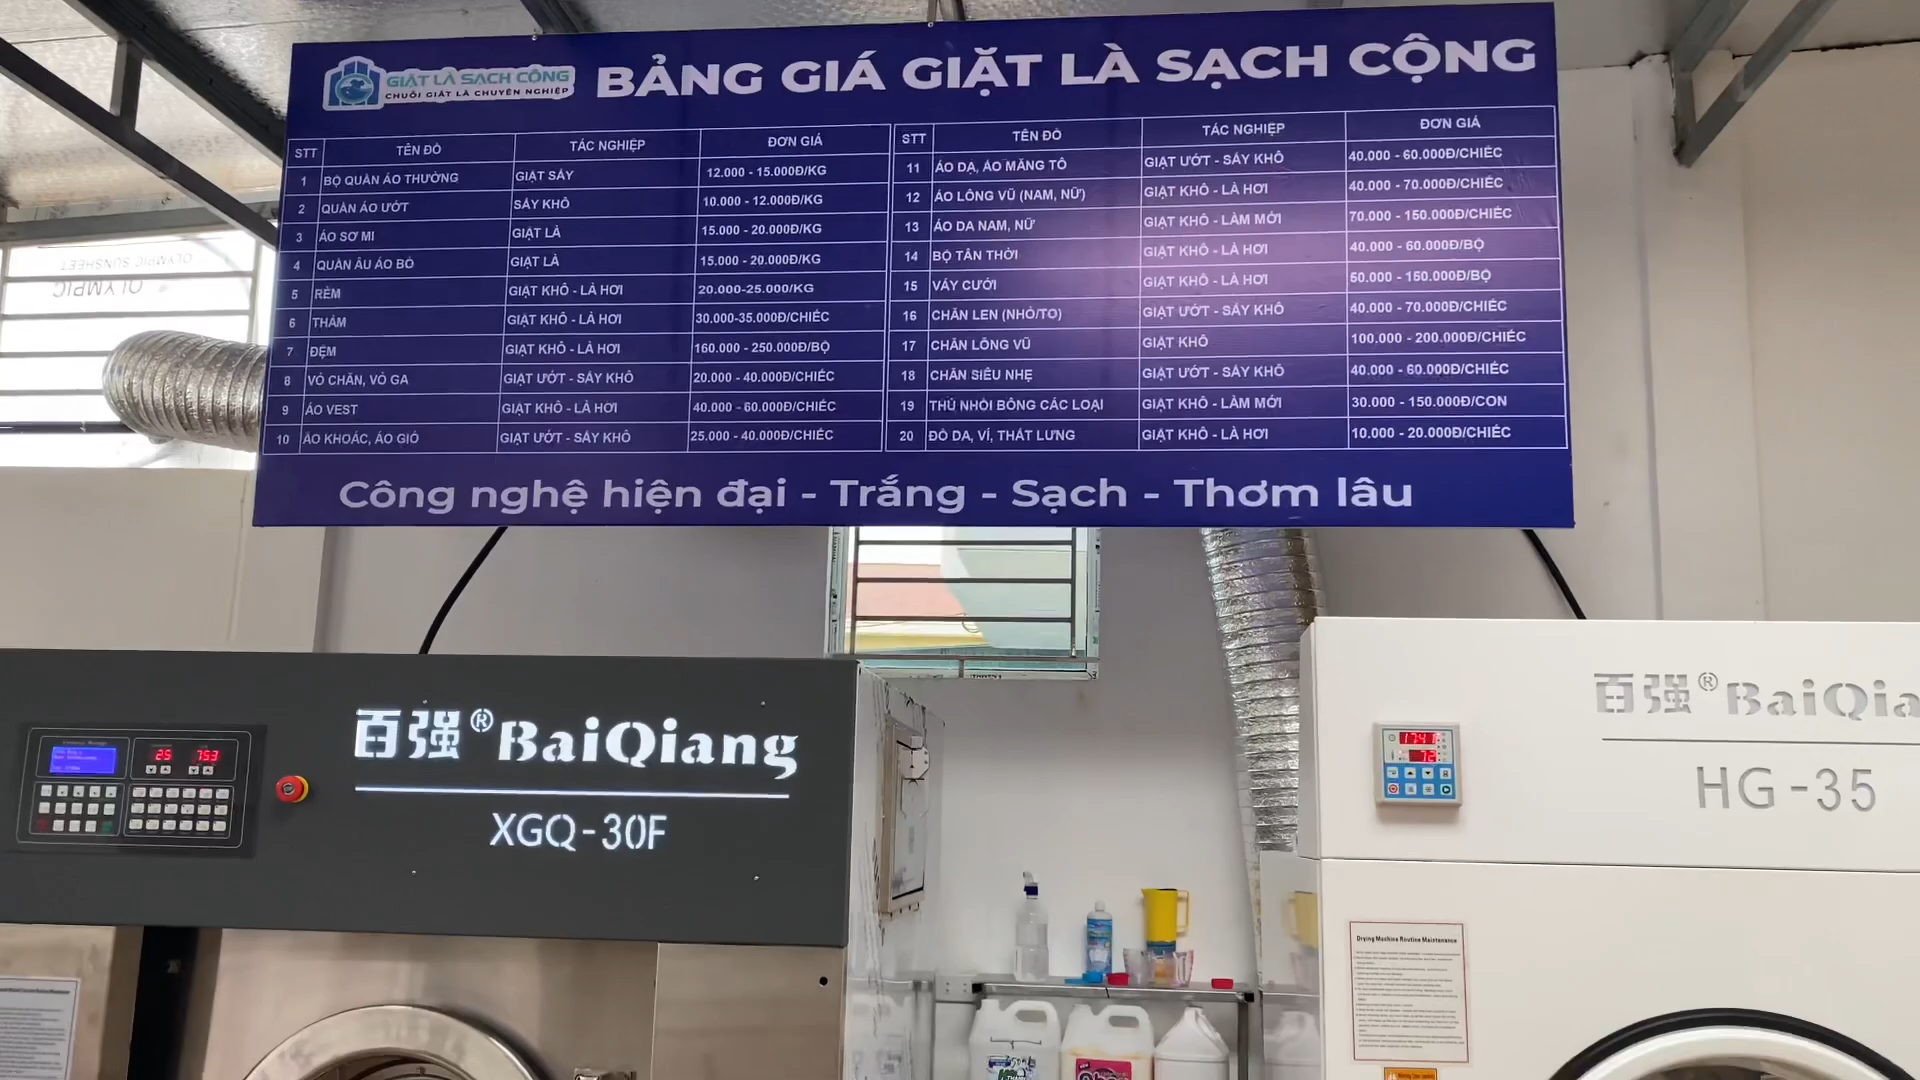 GIẶT LÀ SẠCH CỘNG
CHUỖI GIẶT LÀ CHUYÊN NGHIỆP
BẢNG GIÁ GIẶT LÀ SẠCH CỘNG
STT TÊN ĐỒ TÁC NGHIỆP ĐƠN GIÁ
1 BỘ QUẦN ÁO THƯỜNG GIẶT SẤY 12.000 - 15.000Đ/KG
2 QUẦN ÁO ƯỚT SẤY KHÔ 10.000 - 12.000Đ/KG
3 ÁO SƠ MI GIẶT LÀ 15.000 - 20.000Đ/KG
4 QUẦN ÂU ÁO BÒ GIẶT LÀ 15.000 - 20.000Đ/KG
5 RÈM GIẶT KHÔ - LÀ HƠI 20.000-25.000/KG
6 THẢM GIẶT KHÔ - LÀ HƠI 30.000-35.000Đ/CHIẾC
7 ĐỆM GIẶT KHÔ - LÀ HƠI 160.000 - 250.000Đ/BỘ
8 VỎ CHĂN, VỎ GA GIẶT ƯỚT - SẤY KHÔ 20.000 - 40.000Đ/CHIẾC
9 ÁO VEST GIẶT KHÔ - LÀ HƠI 40.000 - 60.000Đ/CHIẾC
10 ÁO KHOÁC, ÁO GIÓ GIẶT ƯỚT - SẤY KHÔ 25.000 - 40.000Đ/CHIẾC
STT TÊN ĐỒ TÁC NGHIỆP ĐƠN GIÁ
11 ÁO DẠ, ÁO MĂNG TÔ GIẶT ƯỚT - SẤY KHÔ 40.000 - 60.000Đ/CHIẾC
12 ÁO LÔNG VŨ (NAM, NỮ) GIẶT KHÔ - LÀ HƠI 40.000 - 70.000Đ/CHIẾC
13 ÁO DA NAM, NỮ GIẶT KHÔ - LÀM MỚI 70.000 - 150.000Đ/CHIẾC
14 BỘ TÂN THỜI GIẶT KHÔ - LÀ HƠI 40.000 - 60.000Đ/BỘ
15 VÁY CƯỚI GIẶT KHÔ - LÀ HƠI 50.000 - 150.000Đ/BỘ
16 CHĂN LEN (NHỎ/TO) GIẶT ƯỚT - SẤY KHÔ 40.000 - 70.000Đ/CHIẾC
17 CHĂN LÔNG VŨ GIẶT KHÔ 100.000 - 200.000Đ/CHIẾC
18 CHĂN SIÊU NHẸ GIẶT ƯỚT - SẤY KHÔ 40.000 - 60.000Đ/CHIẾC
19 THÚ NHỒI BÔNG CÁC LOẠI GIẶT KHÔ - LÀM MỚI 30.000 - 150.000Đ/CON
20 ĐỒ DA, VÍ, THẮT LƯNG GIẶT KHÔ - LÀ HƠI 10.000 - 20.000Đ/CHIẾC
Công nghệ hiện đại - Trắng - Sạch - Thơm lâu
OLYMPIC SUNSHEET
OLYMPIC
百强®BaiQiang
XGQ-30F
25 753
百强®BaiQia
HG-35
1741
72
Drying Machine Routine Maintenance